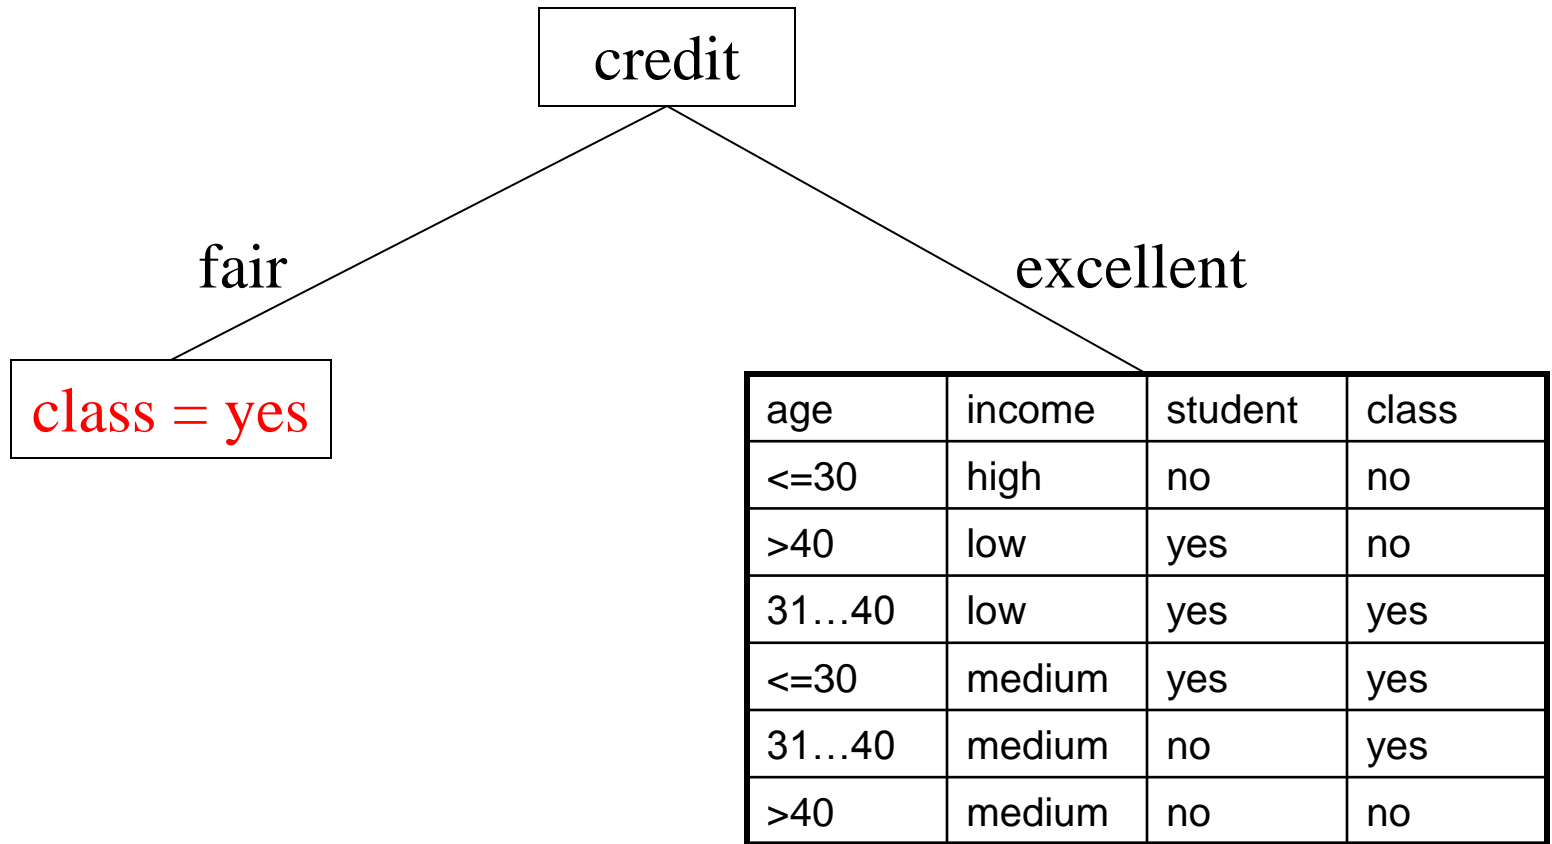 credit
fair
excellent
class = yes
age income student class
<=30 high no no
>40 low yes no
31…40 low yes yes
<=30 medium yes yes
31…40 medium no yes
>40 medium no no